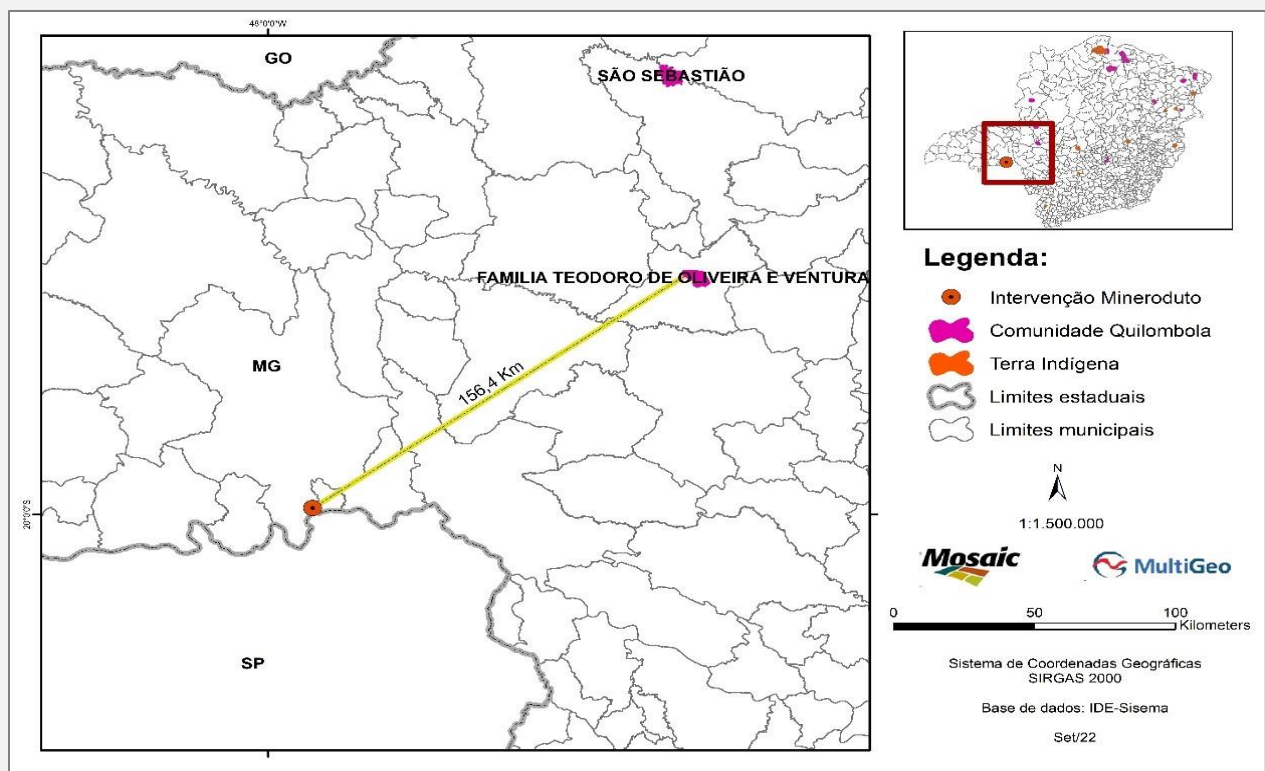 48°0'0"W
GO
SÃO SEBASTIÃO
FAMILIA TEODORO DE OLIVEIRA E VENTURA
MG
156,4 Km
20°0'0"S
SP
Legenda:
Intervenção Mineroduto
Comunidade Quilombola
Terra Indígena
Limites estaduais
Limites municipais
N
1:1.500.000
Mosaic
MultiGeo
0 50 100
Kilometers
Sistema de Coordenadas Geográficas
SIRGAS 2000
Base de dados: IDE-Sisema
Set/22